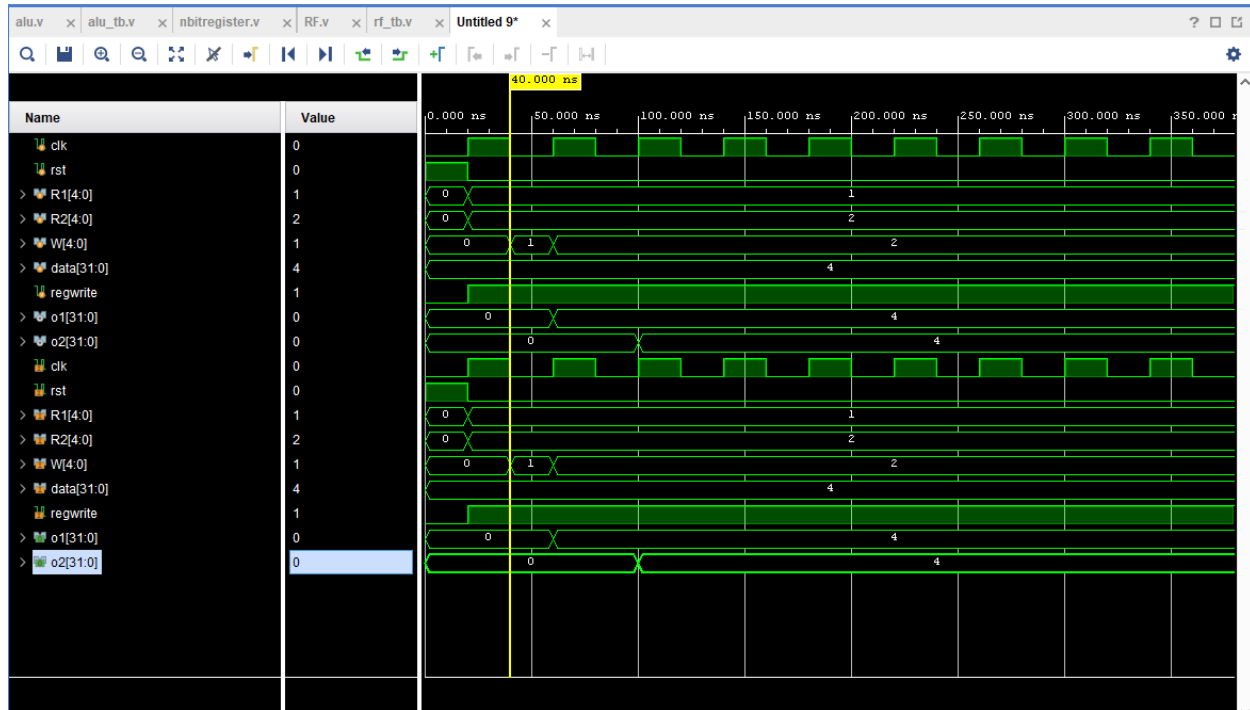 alu.v × alu_tb.v × nbitregister.v × RF.v × rf_tb.v × Untitled 9* × ?
40.000 ns
Name Value 0.000 ns 50.000 ns 100.000 ns 150.000 ns 200.000 ns 250.000 ns 300.000 ns 350.000
clk 0
rst 0
> R1[4:0] 1 0 1
> R2[4:0] 2 0 2
> W[4:0] 1 0 1 2
> data[31:0] 4 4
regwrite 1
> o1[31:0] 0 0 4
> o2[31:0] 0 0 4
clk 0
rst 0
> R1[4:0] 1 0 1
> R2[4:0] 2 0 2
> W[4:0] 1 0 1 2
> data[31:0] 4 4
regwrite 1
> o1[31:0] 0 0 4
> o2[31:0] 0 0 4